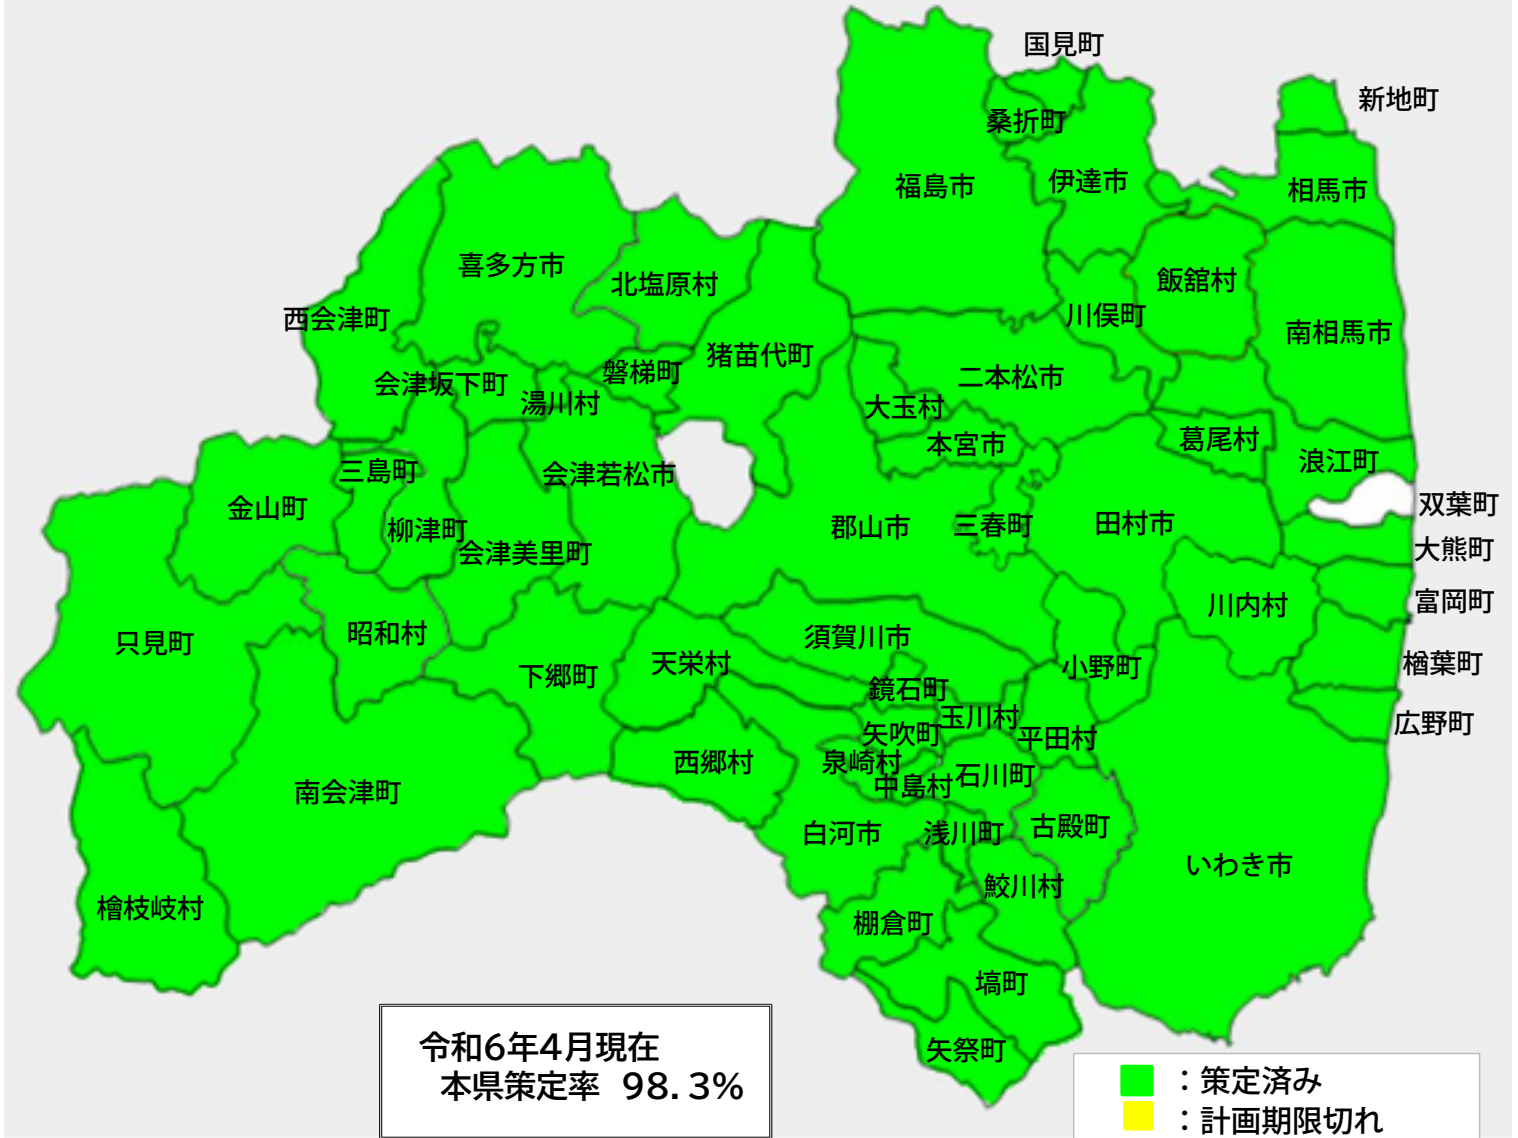 国見町
新地町
桑折町
福島市
伊達市
相馬市
喜多方市
北塩原村
飯舘村
西会津町
川俣町
南相馬市
猪苗代町
磐梯町
二本松市
会津坂下町
湯川村
大玉村
葛尾村
本宮市
浪江町
三島町
会津若松市
金山町
双葉町
柳津町
郡山市
三春町
田村市
会津美里町
大熊町
富岡町
川内村
昭和村
只見町
須賀川市
天栄村
下郷町
小野町
楢葉町
鏡石町
玉川村
広野町
矢吹町
平田村
西郷村
泉崎村
石川町
中島村
南会津町
白河市
浅川町
古殿町
いわき市
鮫川村
檜枝岐村
棚倉町
塙町
矢祭町
令和6年4月現在
本県策定率 98.3%
：策定済み
：計画期限切れ